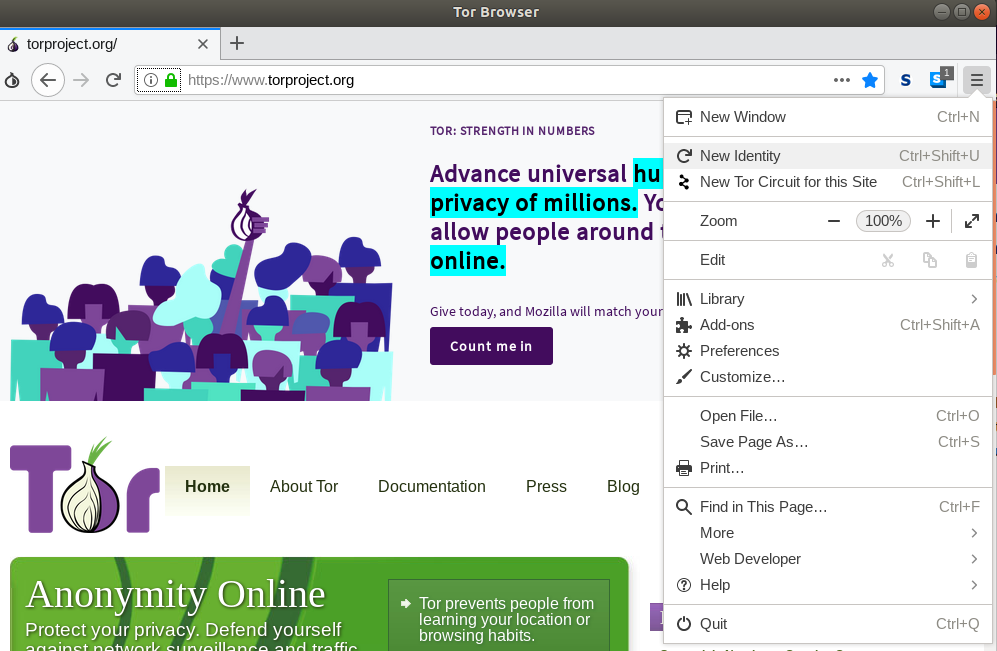 Tor Browser
torproject.org/
https://www.torproject.org
S
S
1
TOR: STRENGTH IN NUMBERS
Advance universal hu
privacy of millions. Yo
allow people around
online.
Give today, and Mozilla will match your
Count me in
New Window Ctrl+N
New Identity Ctrl+Shift+U
New Tor Circuit for this Site Ctrl+Shift+L
Zoom 100%
Edit
Library
Add-ons Ctrl+Shift+A
Preferences
Customize…
Open File… Ctrl+O
Save Page As… Ctrl+S
Print…
Find in This Page… Ctrl+F
More
Web Developer
Help
Quit Ctrl+Q
Tor
Home About Tor Documentation Press Blog
Anonymity Online
Protect your privacy. Defend yourself
against network surveillance and traffic
Tor prevents people from
learning your location or
browsing habits.